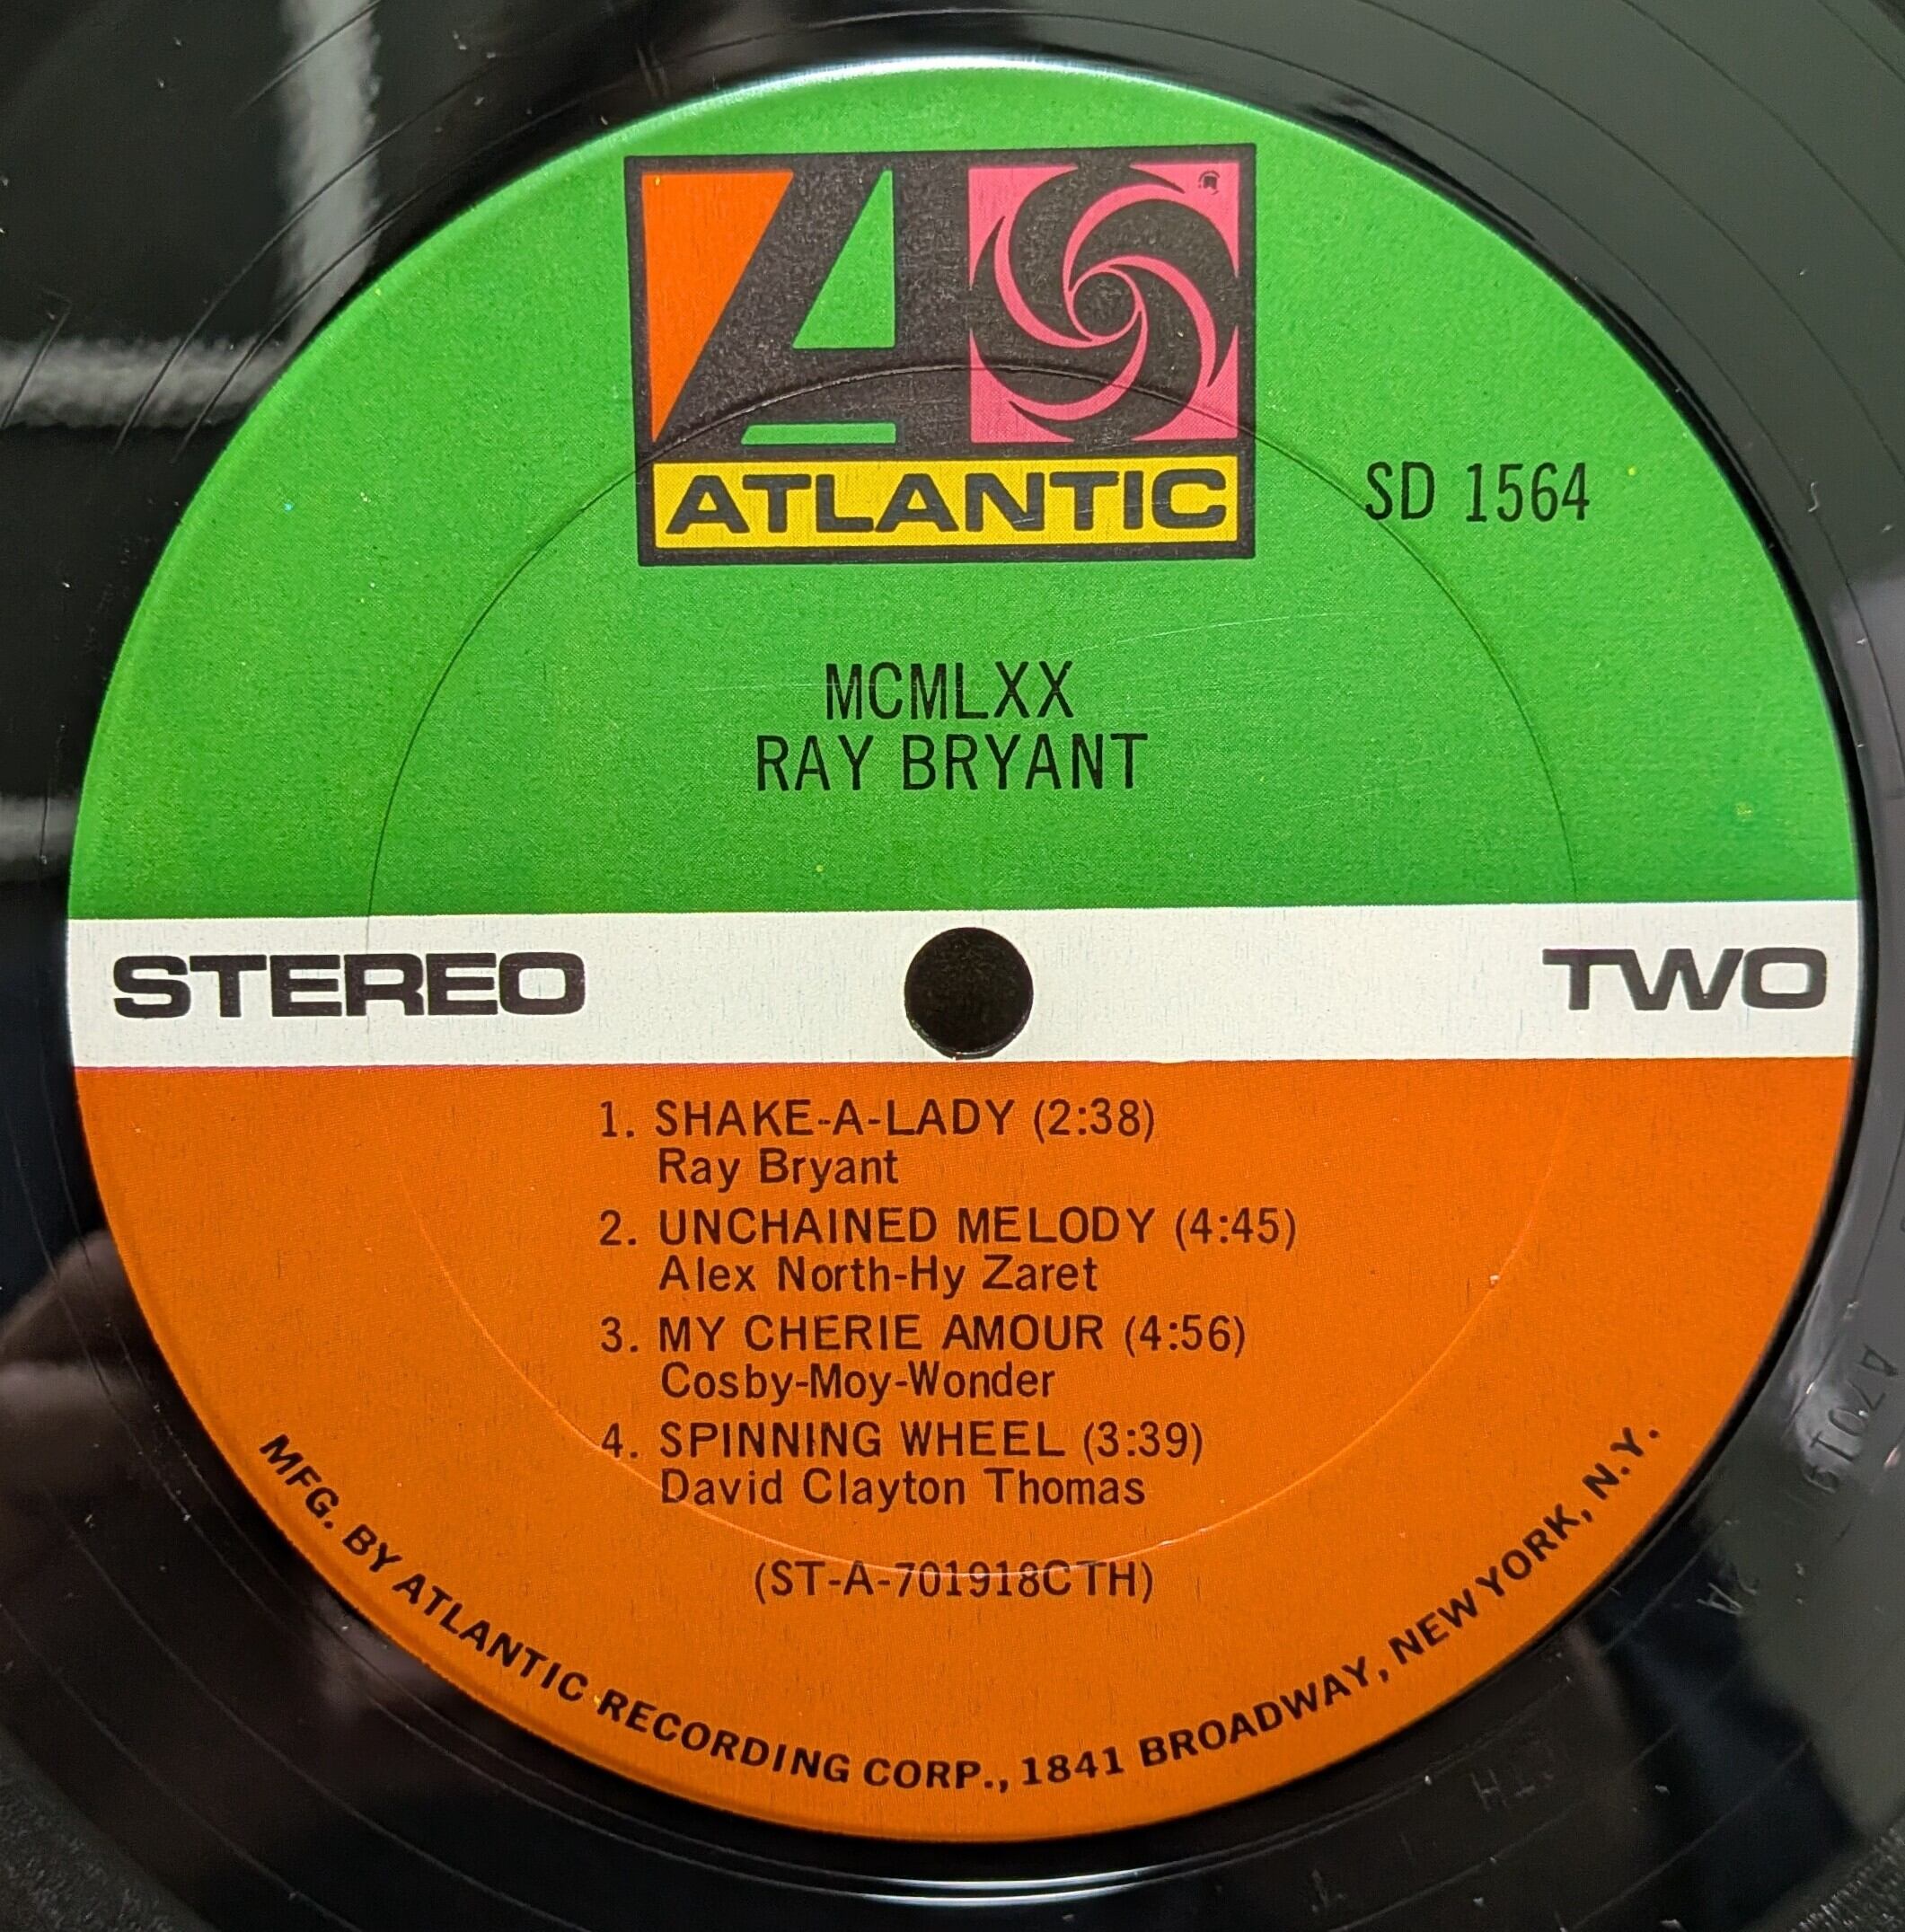 ATLANTIC
SD 1564
MCMLXX
RAY BRYANT
STEREO
TWO
1. SHAKE-A-LADY (2:38)
Ray Bryant
2. UNCHAINED MELODY (4:45)
Alex North-Hy Zaret
3. MY CHERIE AMOUR (4:56)
Cosby-Moy-Wonder
4. SPINNING WHEEL (3:39)
David Clayton Thomas
(ST-A-701918CTH)
MFG. BY ATLANTIC RECORDING CORP., 1841 BROADWAY, NEW YORK, N.Y.